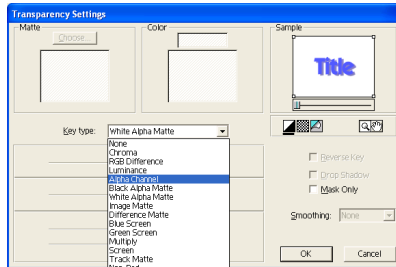 Transparency Settings
Matte
Choose...
Color
Sample
Title
Key type:
White Alpha Matte
None
Chroma
RGB Difference
Luminance
Alpha Channel
Black Alpha Matte
White Alpha Matte
Image Matte
Difference Matte
Blue Screen
Green Screen
Multiply
Screen
Track Matte
Reverse Key
Drop Shadow
Mask Only
Smoothing:
None
OK
Cancel